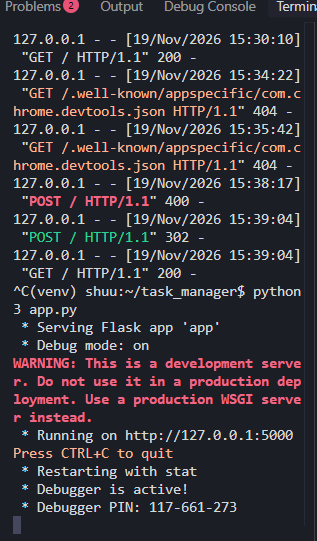 Problems 2 Output Debug Console Termin
127.0.0.1 - - [19/Nov/2026 15:30:10]
"GET / HTTP/1.1" 200 -
127.0.0.1 - - [19/Nov/2026 15:34:22]
"GET /.well-known/appspecific/com.c
hrome.devtools.json HTTP/1.1" 404 -
127.0.0.1 - - [19/Nov/2026 15:35:42]
"GET /.well-known/appspecific/com.c
hrome.devtools.json HTTP/1.1" 404 -
127.0.0.1 - - [19/Nov/2026 15:38:17]
"POST / HTTP/1.1" 400 -
127.0.0.1 - - [19/Nov/2026 15:39:04]
"POST / HTTP/1.1" 302 -
127.0.0.1 - - [19/Nov/2026 15:39:04]
"GET / HTTP/1.1" 200 -
^C(venv) shuu:~/task_manager$ python
3 app.py
* Serving Flask app 'app'
* Debug mode: on
WARNING: This is a development serve
r. Do not use it in a production dep
loyment. Use a production WSGI serve
r instead.
* Running on http://127.0.0.1:5000
Press CTRL+C to quit
* Restarting with stat
* Debugger is active!
* Debugger PIN: 117-661-273